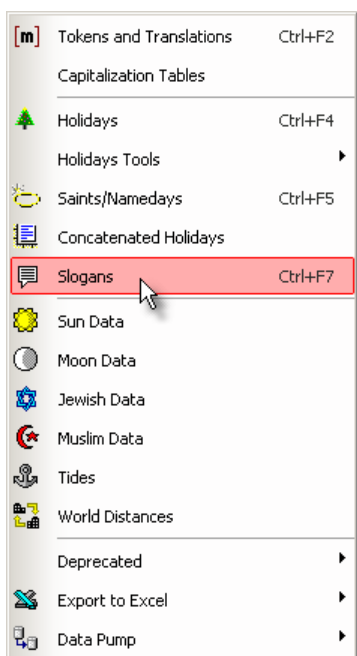 [m] Tokens and Translations Ctrl+F2
Capitalization Tables
Holidays Ctrl+F4
Holidays Tools
Saints/Namedays Ctrl+F5
Concatenated Holidays
Slogans Ctrl+F7
Sun Data
Moon Data
Jewish Data
Muslim Data
Tides
World Distances
Deprecated
Export to Excel
Data Pump